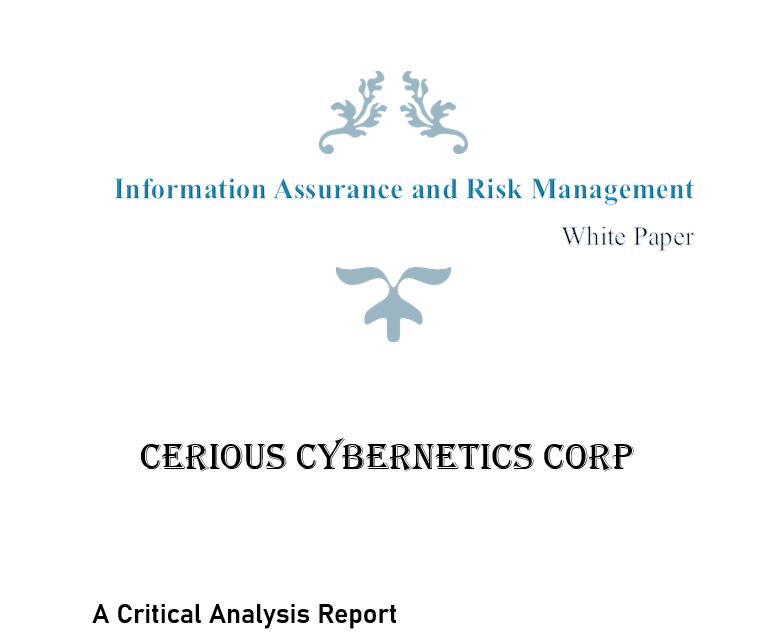 Information Assurance and Risk Management
White Paper
CERIOUS CYBERNETICS CORP
A Critical Analysis Report